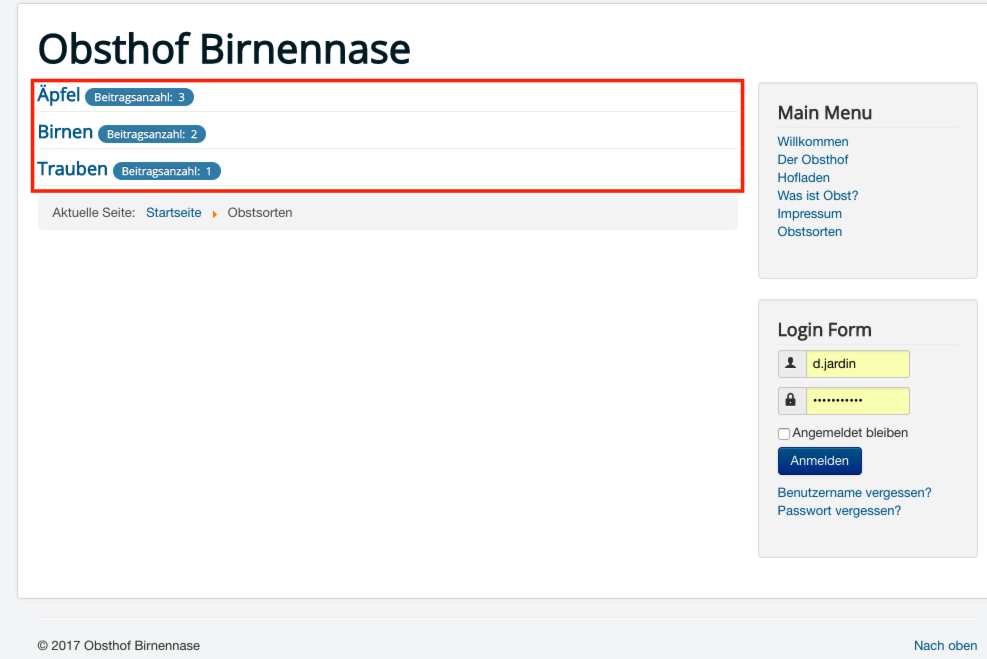 Obsthof Birnennase
Äpfel Beitragsanzahl: 3
Birnen Beitragsanzahl: 2
Trauben Beitragsanzahl: 1
Aktuelle Seite: Startseite Obstsorten
Main Menu
Willkommen
Der Obsthof
Hofladen
Was ist Obst?
Impressum
Obstsorten
Login Form
d.jardin
•••••••••••
Angemeldet bleiben
Anmelden
Benutzername vergessen?
Passwort vergessen?
© 2017 Obsthof Birnennase
Nach oben